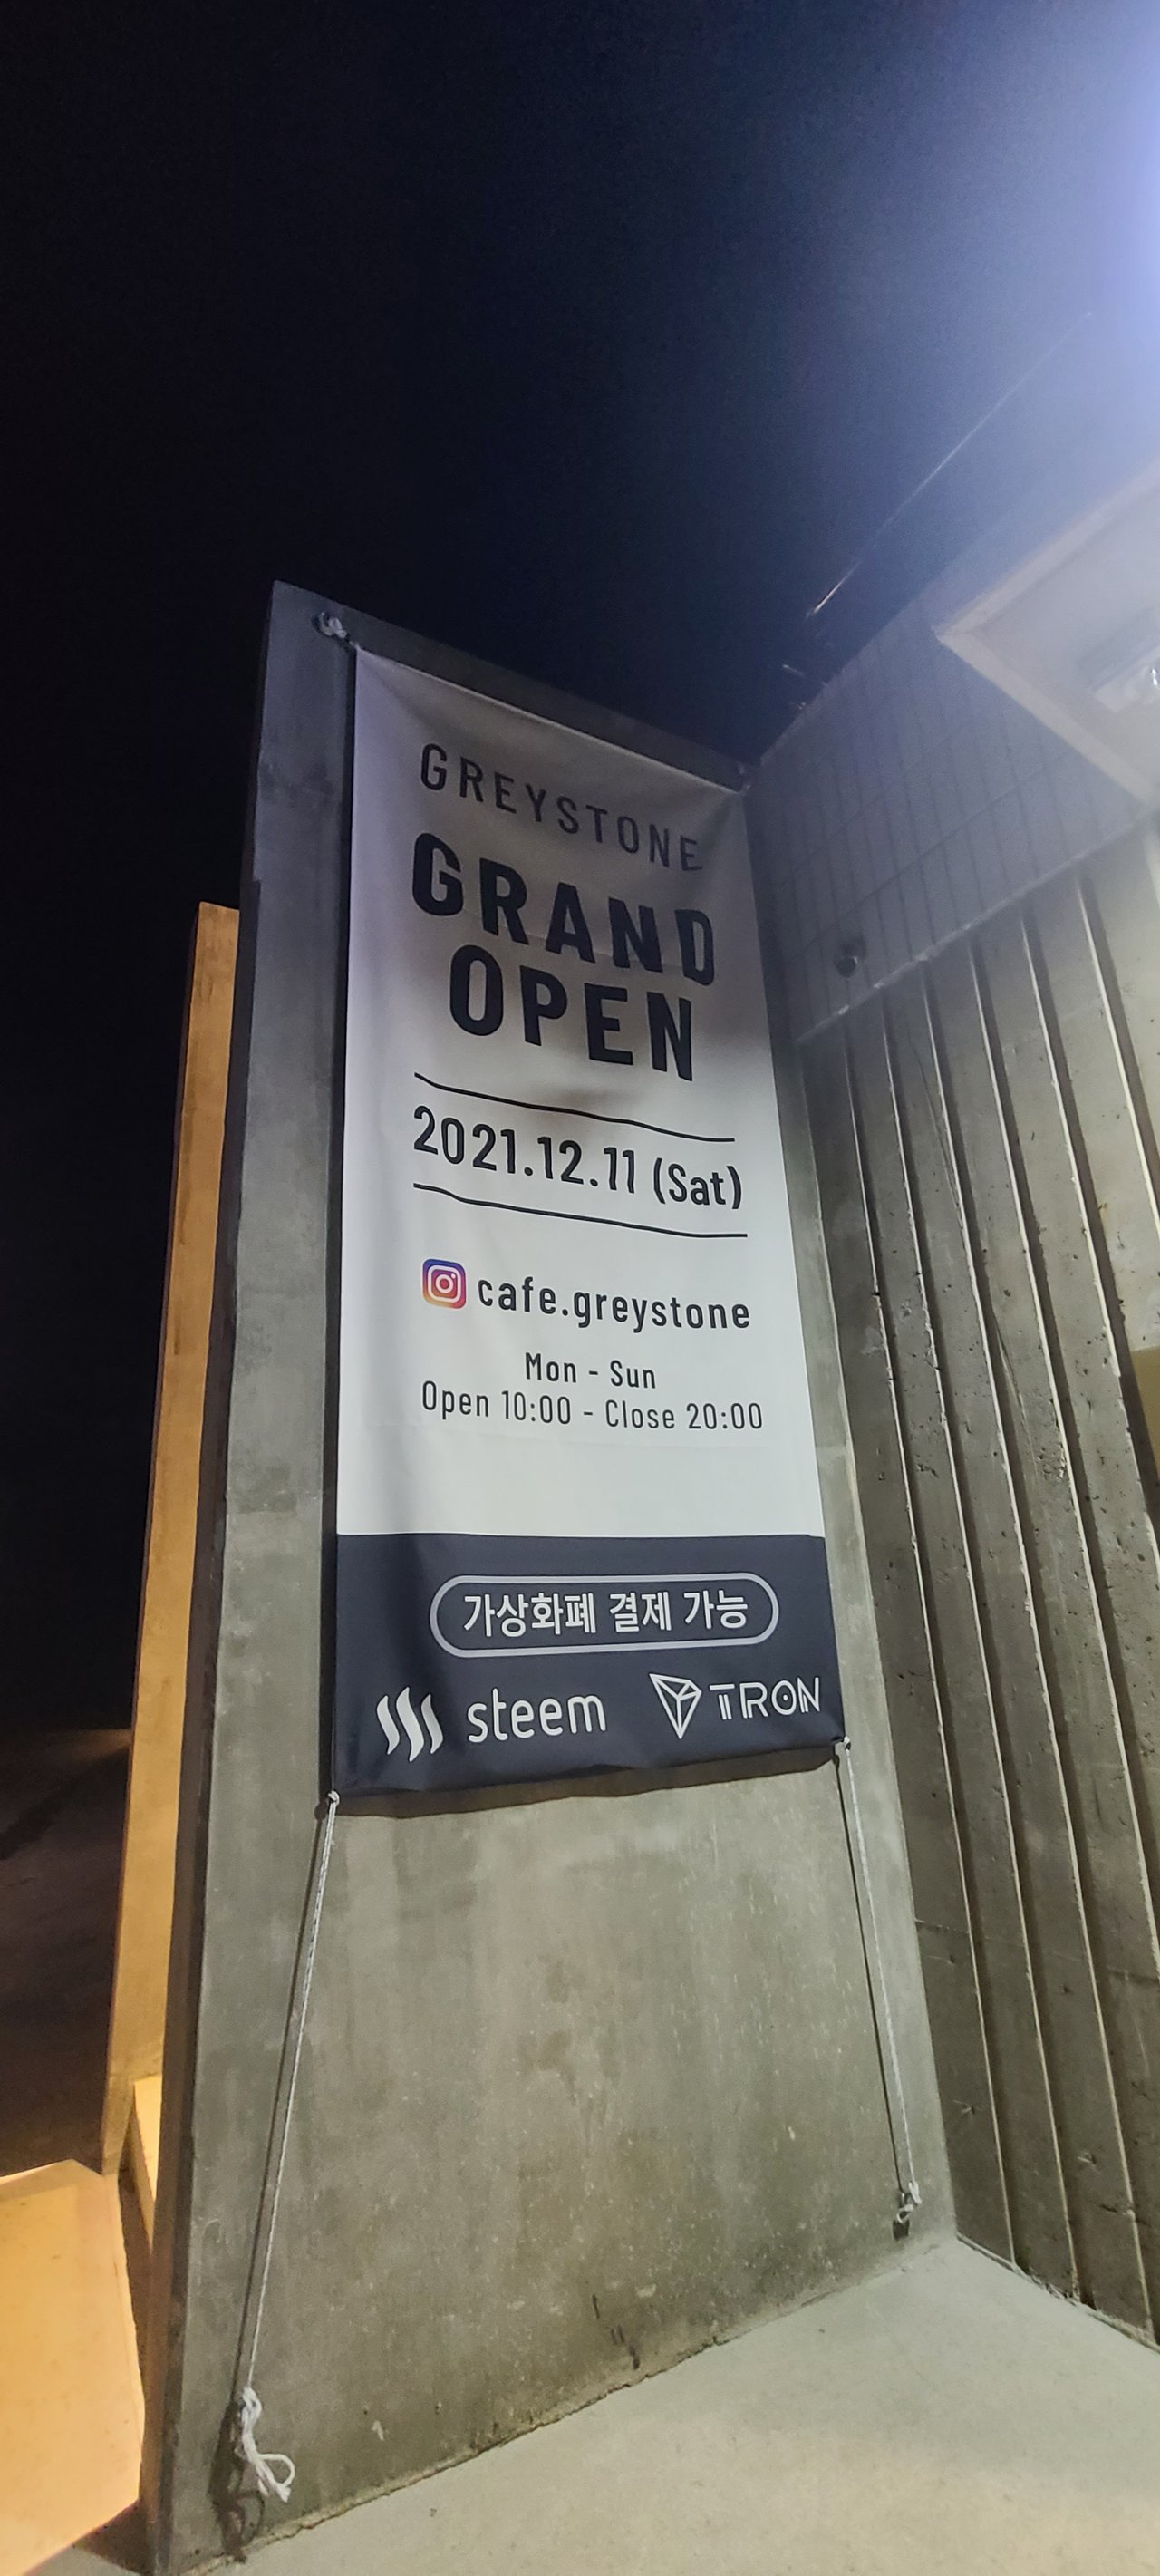 GREYSTONE
GRAND
OPEN
2021.12.11 (Sat)
cafe.greystone
Mon - Sun
Open 10:00 - Close 20:00
가상화폐 결제 가능
steem TRON